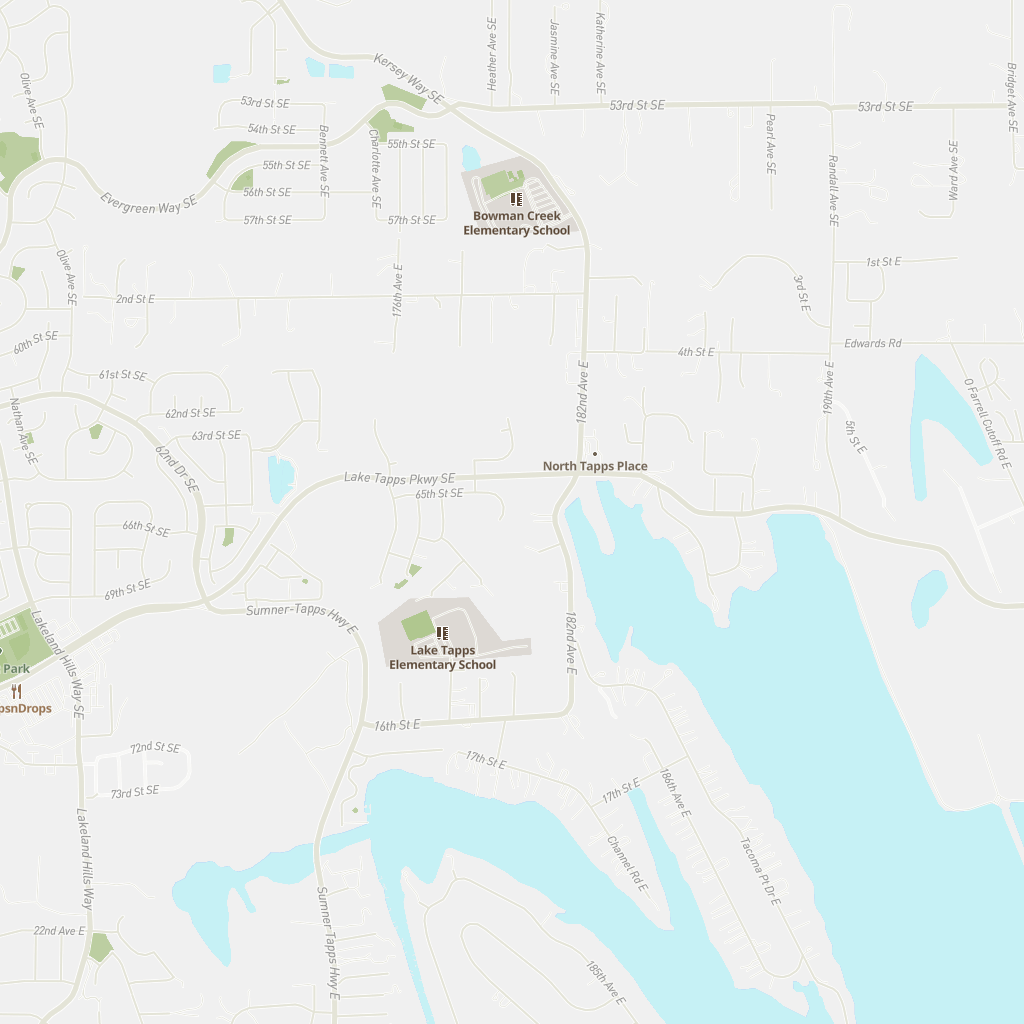 Heather Ave SE
Jasmine Ave SE
Katherine Ave SE
Kersey Way SE
Olive Ave SE
Bridget Ave SE
53rd St SE
53rd St SE
53rd St SE
54th St SE
Bennett Ave SE
Charlotte Ave SE
55th St SE
Pearl Ave SE
Randall Ave SE
Ward Ave SE
55th St SE
56th St SE
Evergreen Way SE
57th St SE
57th St SE
Bowman Creek
Elementary School
Olive Ave SE
176th Ave E
1st St E
3rd St E
2nd St E
60th St SE
Edwards Rd
4th St E
61st St SE
182nd Ave E
190th Ave E
O Farrell Cutoff Rd E
Nathan Ave SE
62nd St SE
63rd St SE
5th St E
62nd Dr SE
North Tapps Place
Lake Tapps Pkwy SE
65th St SE
66th St SE
69th St SE
Sumner-Tapps Hwy E
Lakeland Hills Way SE
182nd Ave E
Lake Tapps
Elementary School
Park
psnDrops
16th St E
72nd St SE
17th St E
73rd St SE
17th St E
186th Ave E
Lakeland Hills Way
Channel Rd E
Tacoma Pt Dr E
Sumner Tapps Hwy E
22nd Ave E
185th Ave E